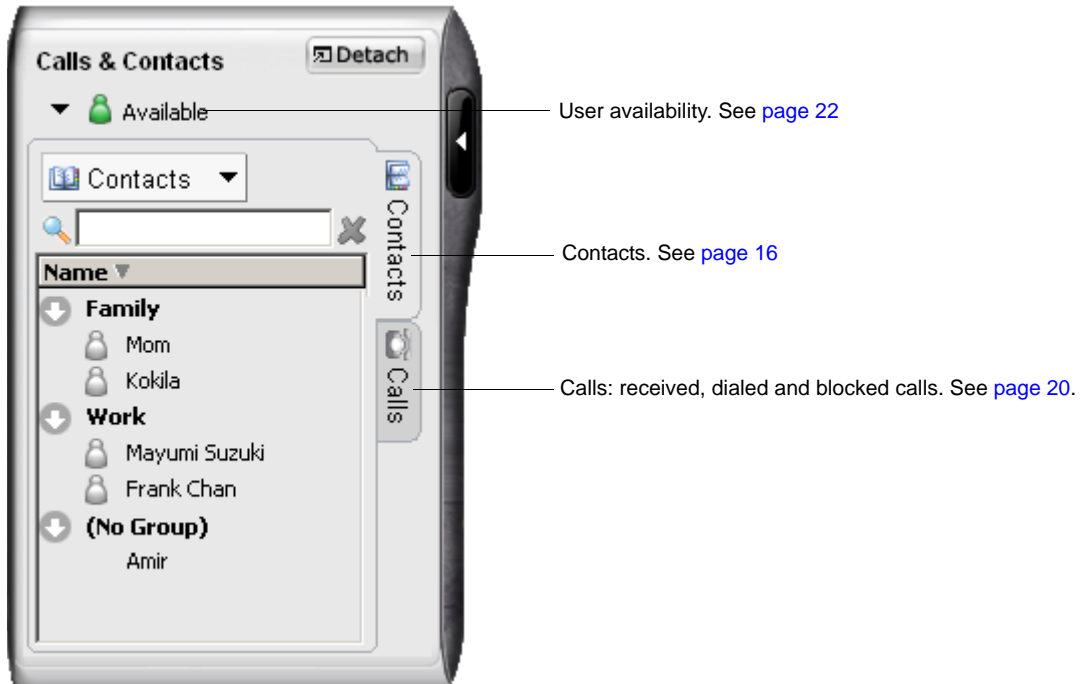 Calls & Contacts
Detach
Available
User availability. See page 22
Contacts
Contacts
Contacts. See page 16
Name
Family
Mom
Kokila
Calls
Calls: received, dialed and blocked calls. See page 20.
Work
Mayumi Suzuki
Frank Chan
(No Group)
Amir